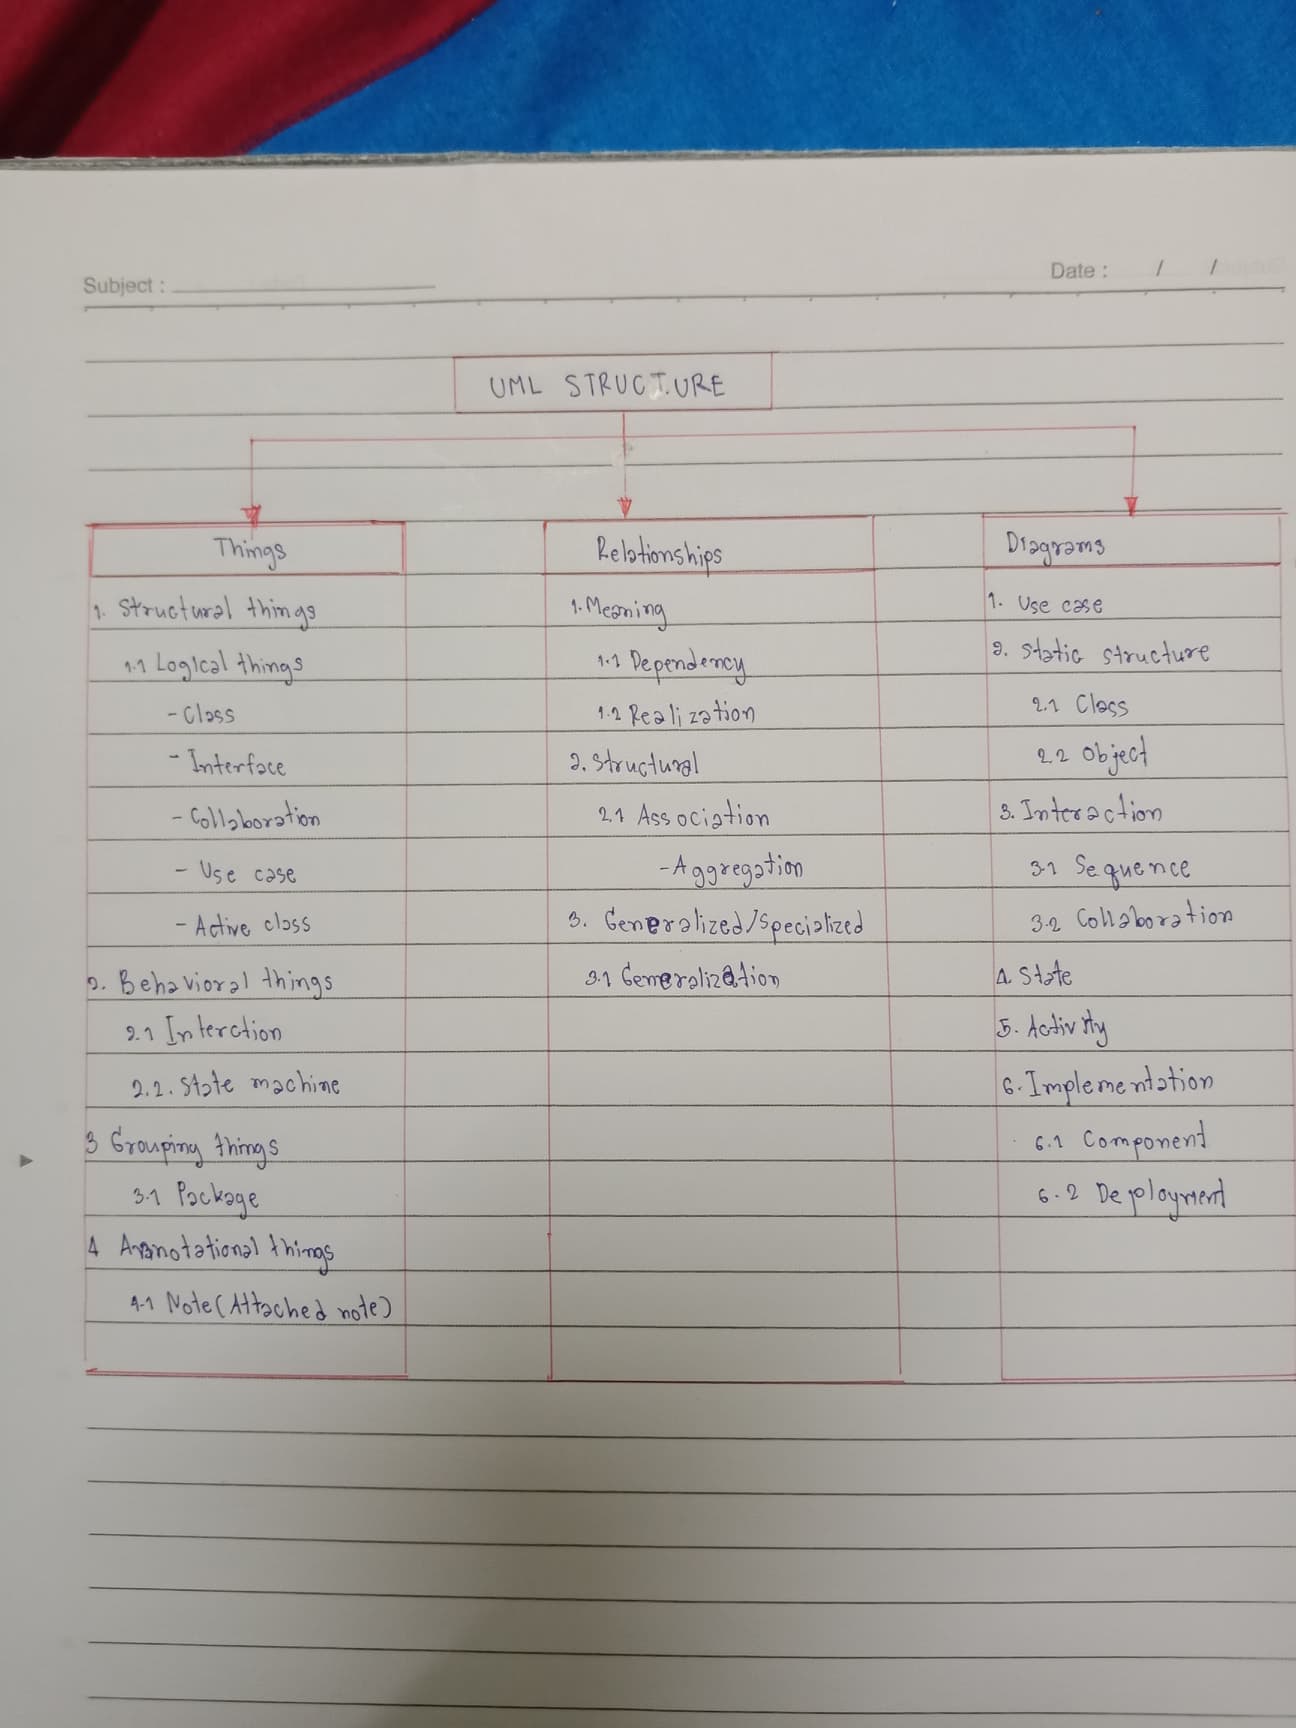 Subject :
Date : / /
UML STRUCTURE
Things
1. Structural things
1.1 Logical things
- Class
- Interface
- Collaboration
- Use case
- Active class
2. Behavioral things
2.1 Interction
2.2. State machine
3 Grouping things
3.1 Package
4 Annotational things
4.1 Note (Attached note)
Relationships
1. Meaning
1.1 Dependency
1.2 Realization
2. Structural
2.1 Association
- Aggregation
3. Generalized/Specialized
3.1 Generalization
Diagrams
1. Use case
2. Static structure
2.1 Class
2.2 Object
3. Interaction
3.1 Sequence
3.2 Collaboration
4. State
5. Activity
6. Implementation
6.1 Component
6.2 Deployment